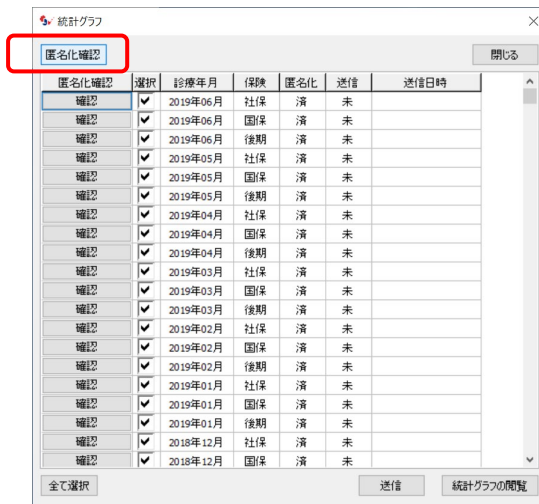 統計グラフ
匿名化確認 閉じる
匿名化確認 選択 診療年月 保険 匿名化 送信 送信日時
確認 2019年06月 社保 済 未
確認 2019年06月 国保 済 未
確認 2019年06月 後期 済 未
確認 2019年05月 社保 済 未
確認 2019年05月 国保 済 未
確認 2019年05月 後期 済 未
確認 2019年04月 社保 済 未
確認 2019年04月 国保 済 未
確認 2019年04月 後期 済 未
確認 2019年03月 社保 済 未
確認 2019年03月 国保 済 未
確認 2019年03月 後期 済 未
確認 2019年02月 社保 済 未
確認 2019年02月 国保 済 未
確認 2019年02月 後期 済 未
確認 2019年01月 社保 済 未
確認 2019年01月 国保 済 未
確認 2019年01月 後期 済 未
確認 2018年12月 社保 済 未
確認 2018年12月 国保 済 未
全て選択 送信 統計グラフの閲覧